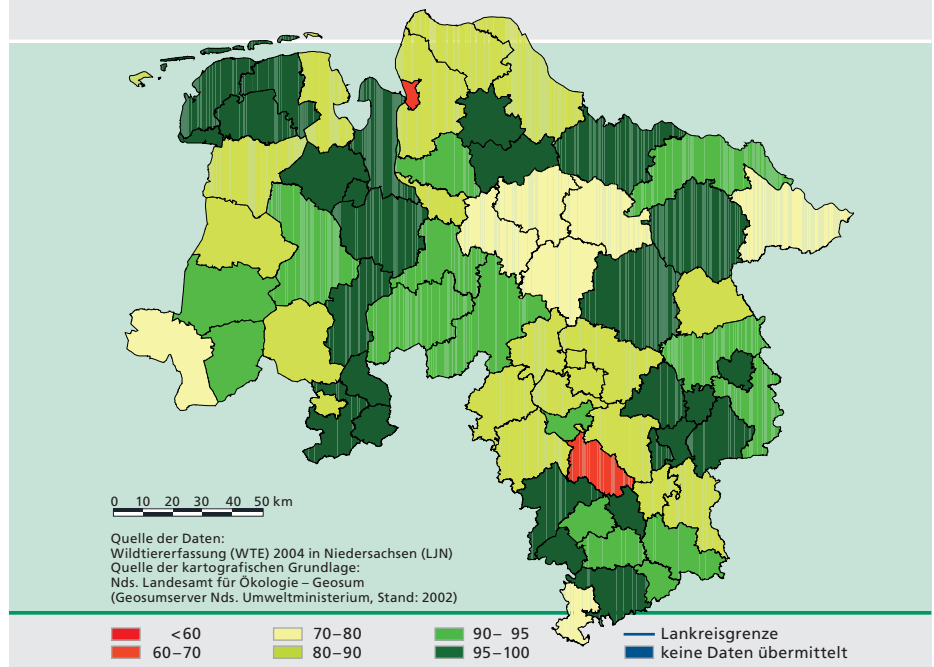 0 10 20 30 40 50 km
Quelle der Daten:
Wildtiererfassung (WTE) 2004 in Niedersachsen (LJN)
Quelle der kartografischen Grundlage:
Nds. Landesamt für Ökologie – Geosum
(Geosumserver Nds. Umweltministerium, Stand: 2002)
<60 70–80 90– 95 Lankreisgrenze
60–70 80–90 95–100 keine Daten übermittelt